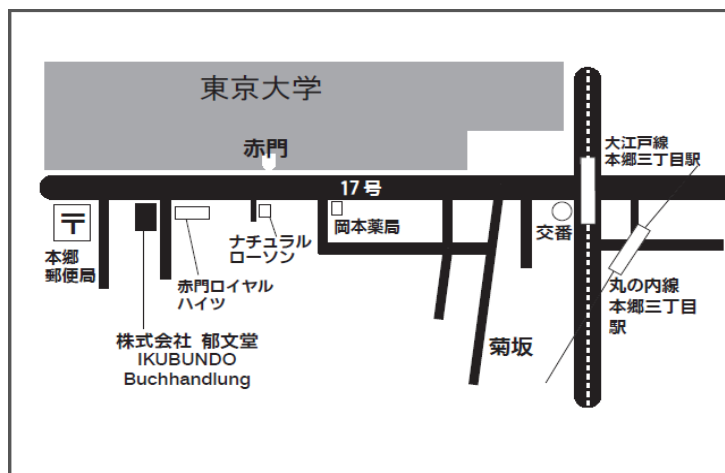 東京大学
赤門
大江戸線
本郷三丁目駅
17号
〒
本郷
郵便局
ナチュラル
ローソン
岡本薬局
交番
赤門ロイヤル
ハイツ
丸の内線
本郷三丁目
駅
株式会社 郁文堂
IKUBUNDO
Buchhandlung
菊坂